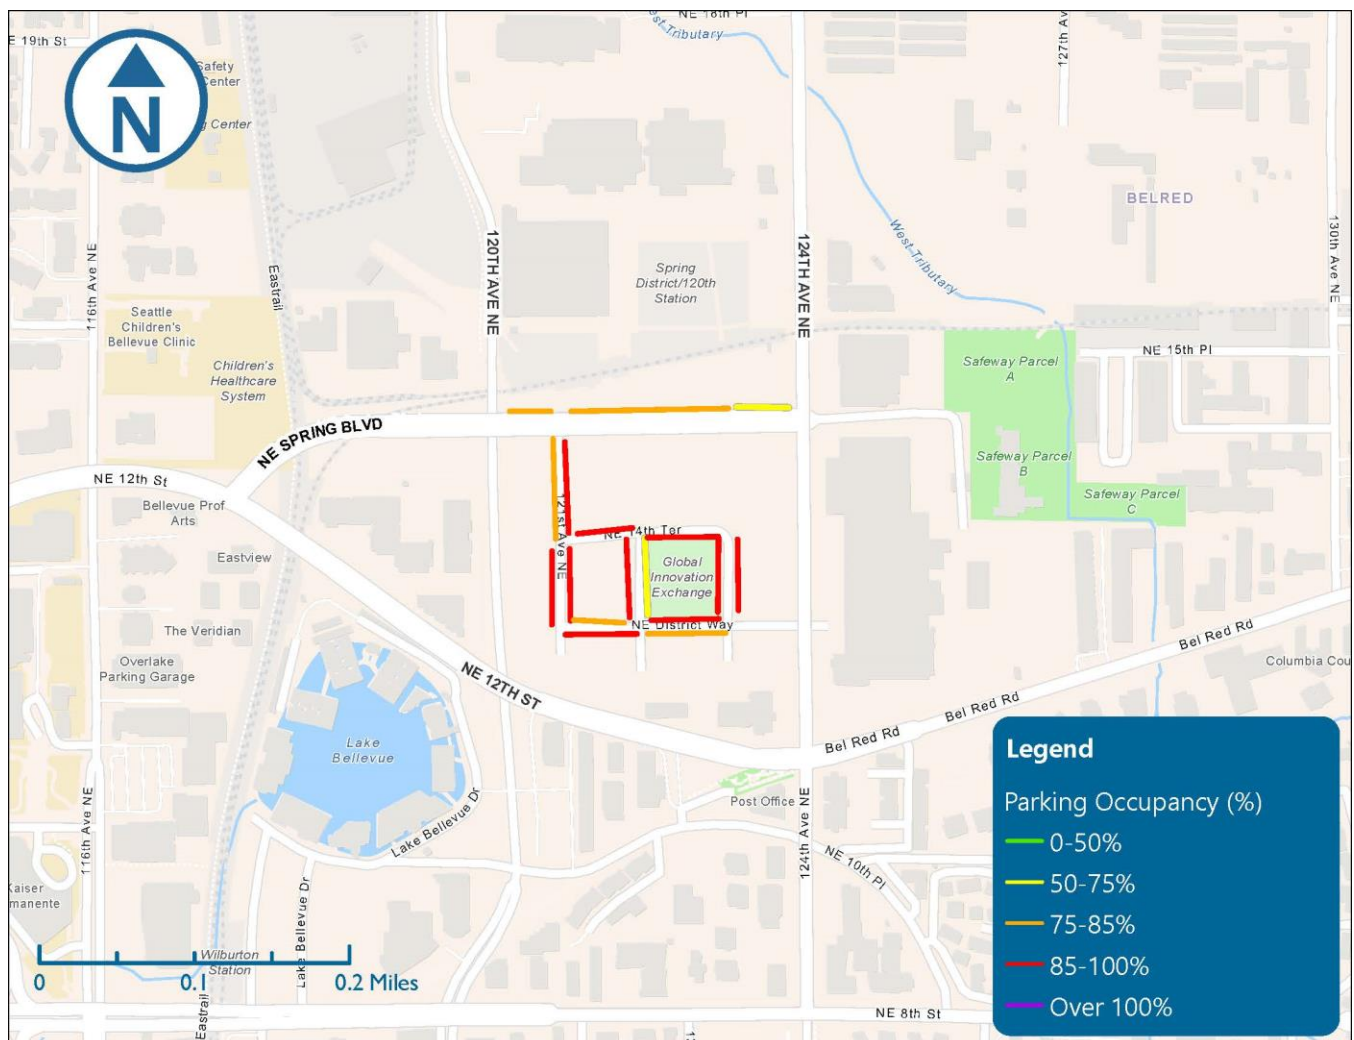 NE 18th Pl
E 19th St
N
Safety
Center
g Center
West Tributary
127th Av
BELRED
West Tributary
130th Ave NE
116th Ave NE
Eastrail
120TH AVE NE
124TH AVE NE
Spring
District/120th
Station
Seattle
Children's
Bellevue Clinic
Children's
Healthcare
System
NE 15th Pl
Safeway Parcel
A
NE SPRING BLVD
NE 12th St
Bellevue Prof
Arts
Safeway Parcel
B
Safeway Parcel
C
121st Ave NE
NE 14th Ter
Eastview
Global
Innovation
Exchange
The Veridian
NE District Way
Overlake
Parking Garage
NE 12TH ST
Bel Red Rd
Columbia Cou
Lake
Bellevue
Bel Red Rd
Bel Red Rd
Post Office
Lake Bellevue Dr
116th Ave NE
124th Ave NE
NE 10th Pl
Kaiser
manente
Lake Bellevue Dr
Wilburton
Station
Eastrail
0
0.1
0.2 Miles
NE 8th St
Legend
Parking Occupancy (%)
0-50%
50-75%
75-85%
85-100%
Over 100%